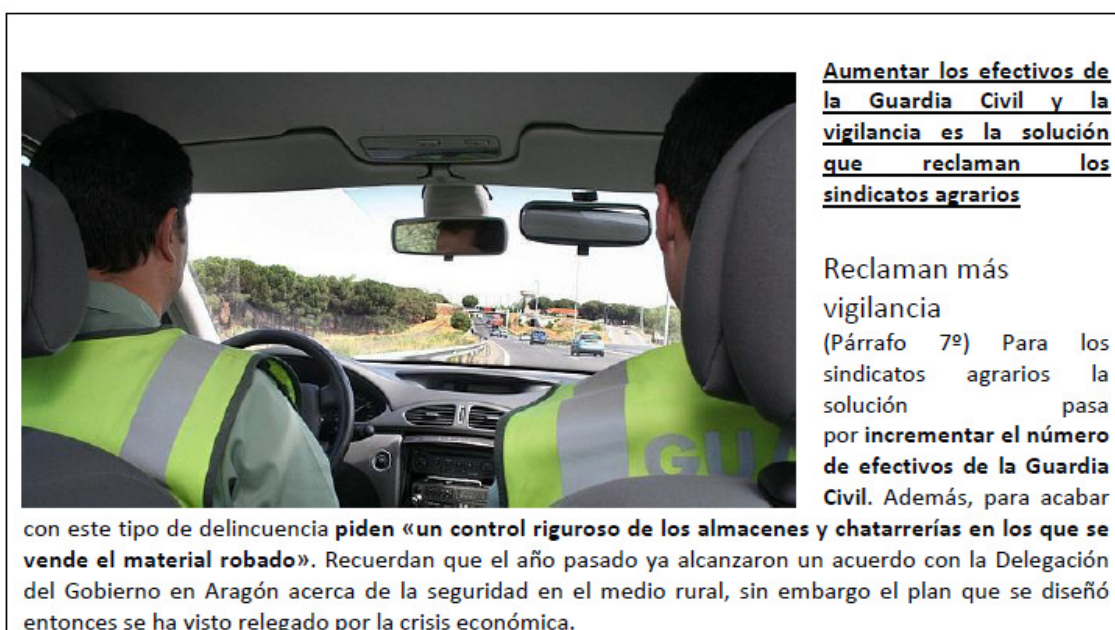 Aumentar los efectivos de
la Guardia Civil y la
vigilancia es la solución
que reclaman los
sindicatos agrarios
Reclaman más
vigilancia
(Párrafo 7º) Para los
sindicatos agrarios la
solución pasa
por incrementar el número
de efectivos de la Guardia
Civil. Además, para acabar
con este tipo de delincuencia piden «un control riguroso de los almacenes y chatarrerías en los que se
vende el material robado». Recuerdan que el año pasado ya alcanzaron un acuerdo con la Delegación
del Gobierno en Aragón acerca de la seguridad en el medio rural, sin embargo el plan que se diseñó
entonces se ha visto relegado por la crisis económica.
GUA